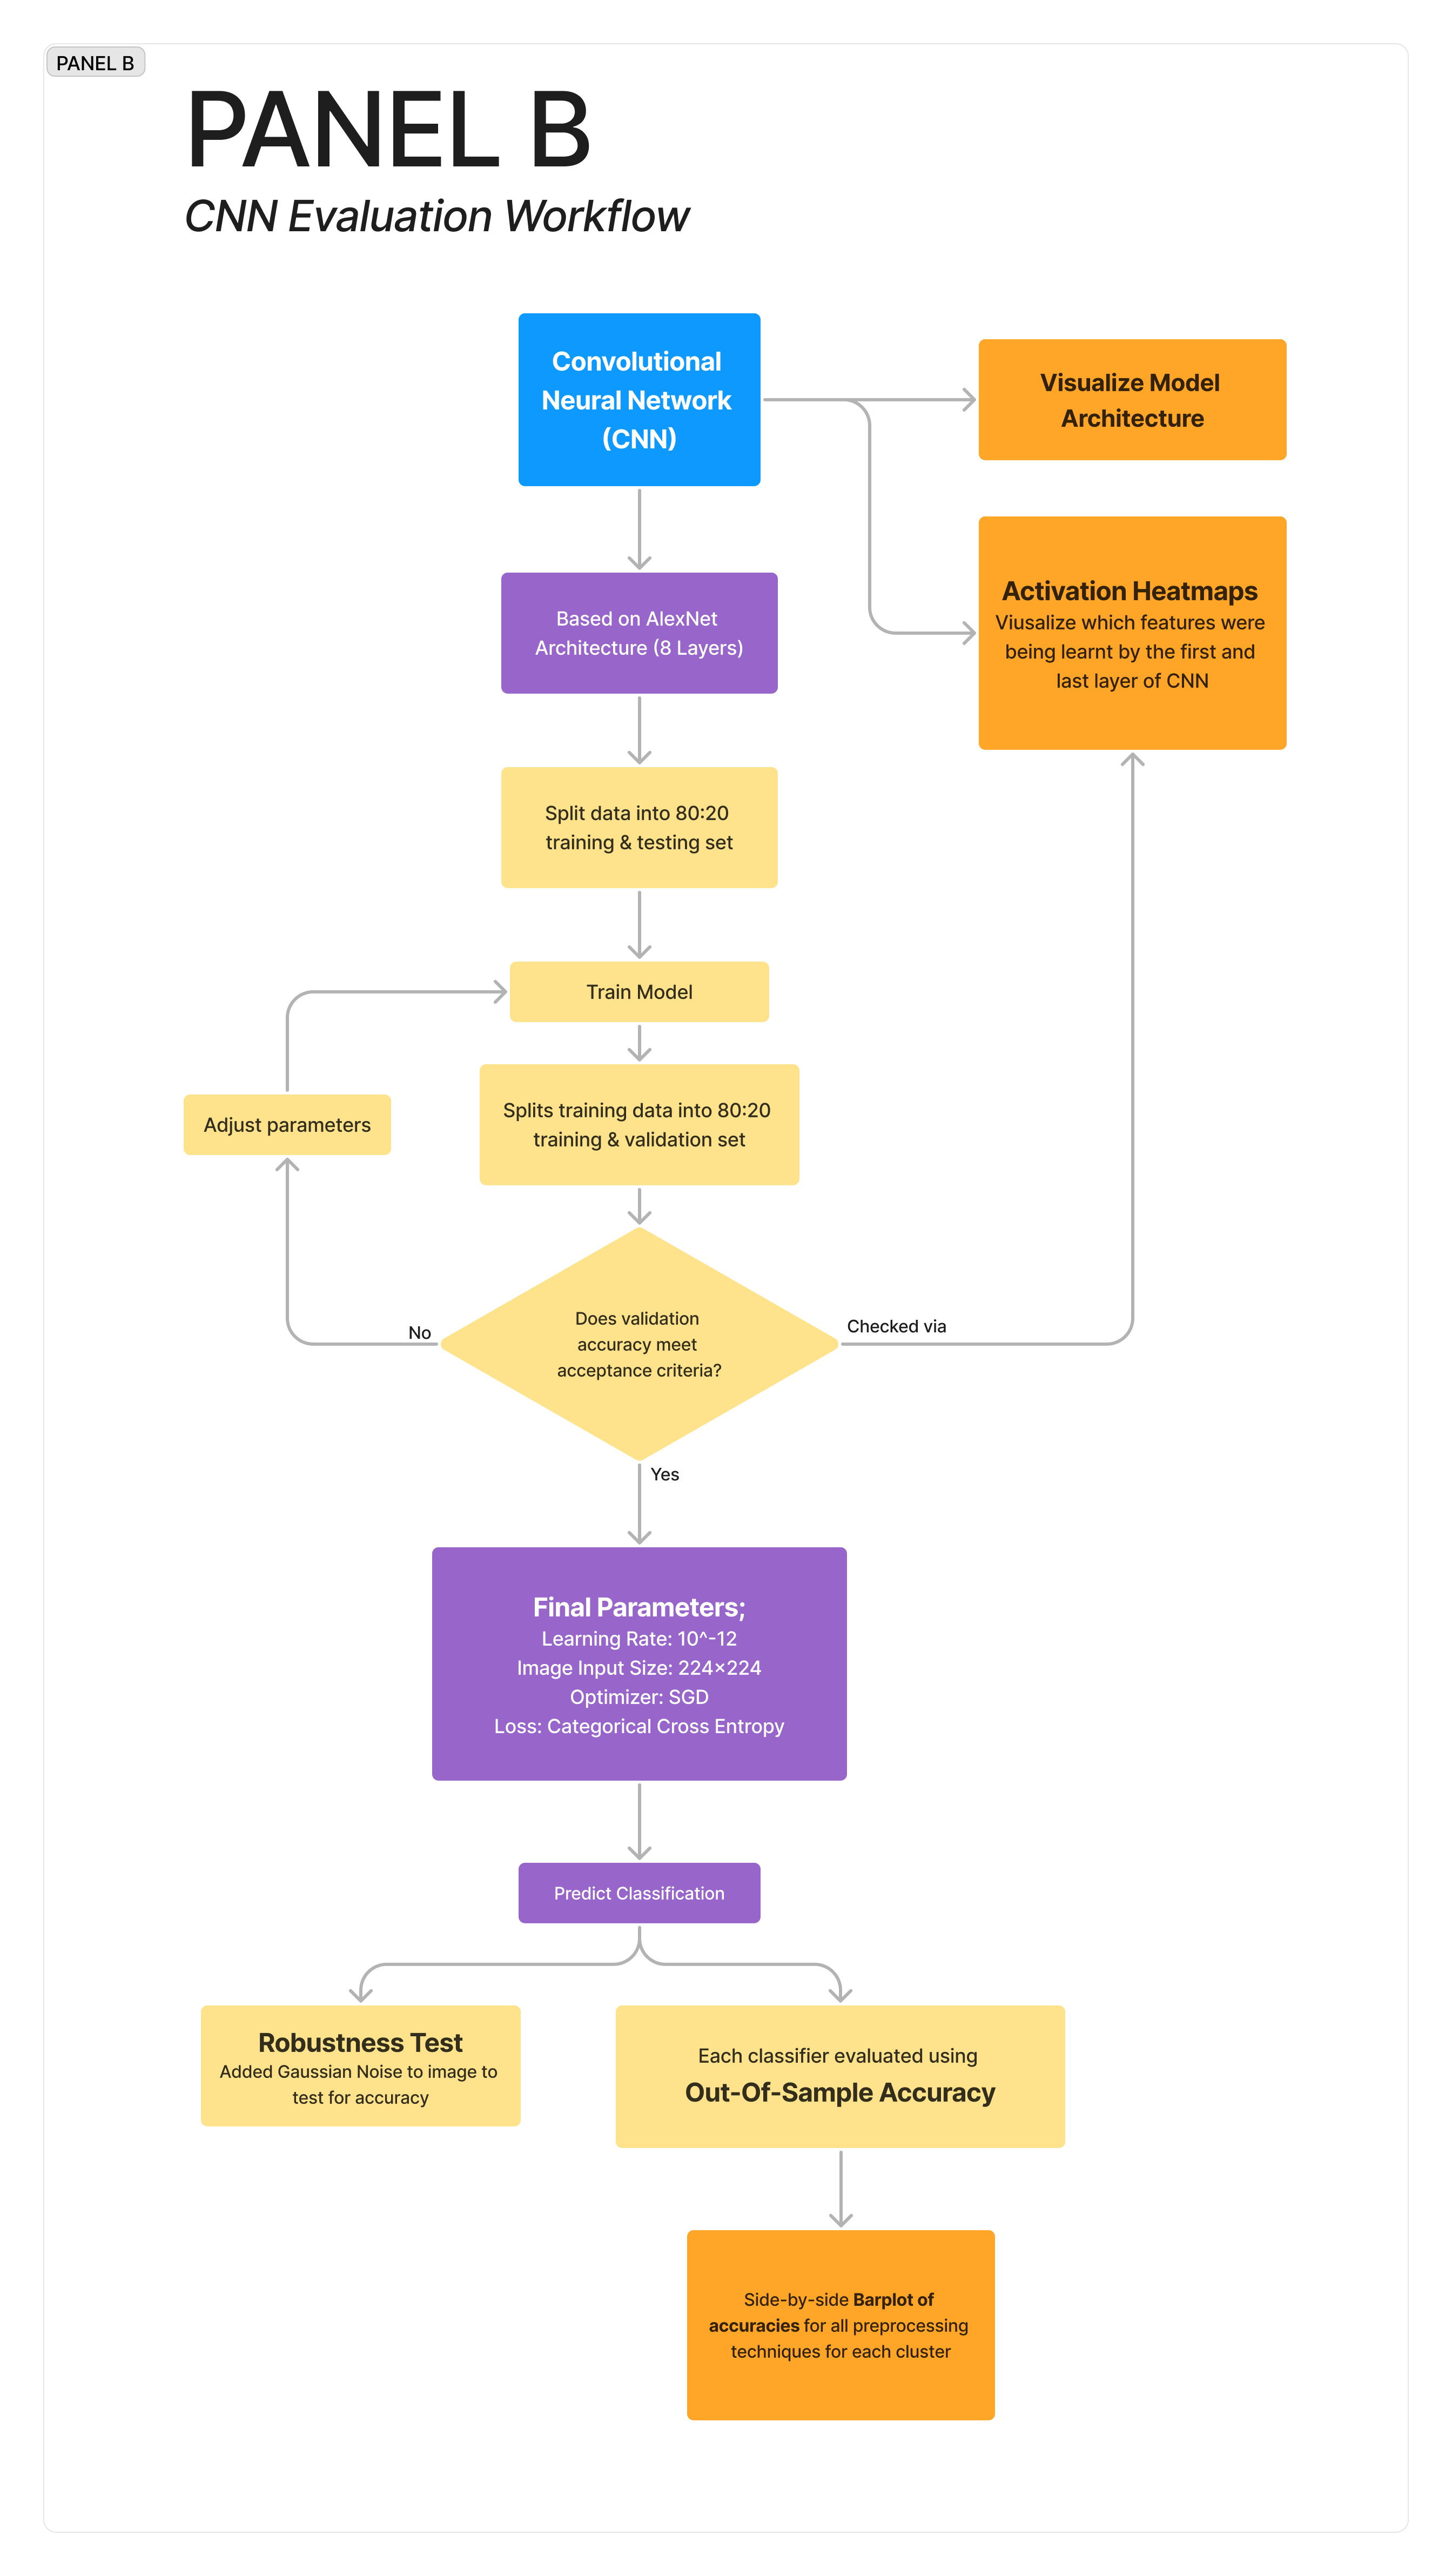 PANEL B
PANEL B
CNN Evaluation Workflow
Convolutional
Neural Network
(CNN)
Visualize Model
Architecture
Activation Heatmaps
Viusalize which features were
being learnt by the first and
last layer of CNN
Based on AlexNet
Architecture (8 Layers)
Split data into 80:20
training & testing set
Train Model
Adjust parameters
Splits training data into 80:20
training & validation set
Does validation
accuracy meet
acceptance criteria?
No
Checked via
Yes
Final Parameters;
Learning Rate: 10^-12
Image Input Size: 224×224
Optimizer: SGD
Loss: Categorical Cross Entropy
Predict Classification
Robustness Test
Added Gaussian Noise to image to
test for accuracy
Each classifier evaluated using
Out-Of-Sample Accuracy
Side-by-side Barplot of
accuracies for all preprocessing
techniques for each cluster